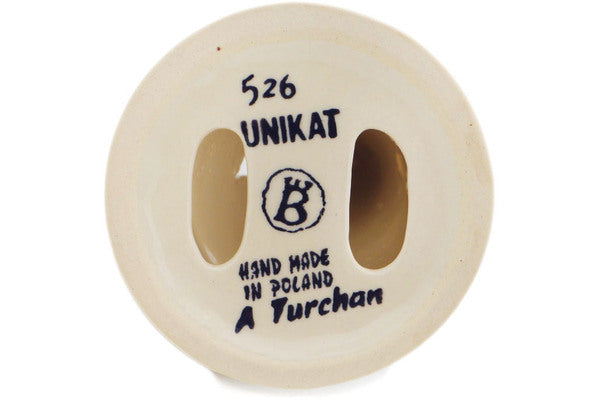 526
UNIKAT
B
HAND MADE
IN POLAND
A Turchan